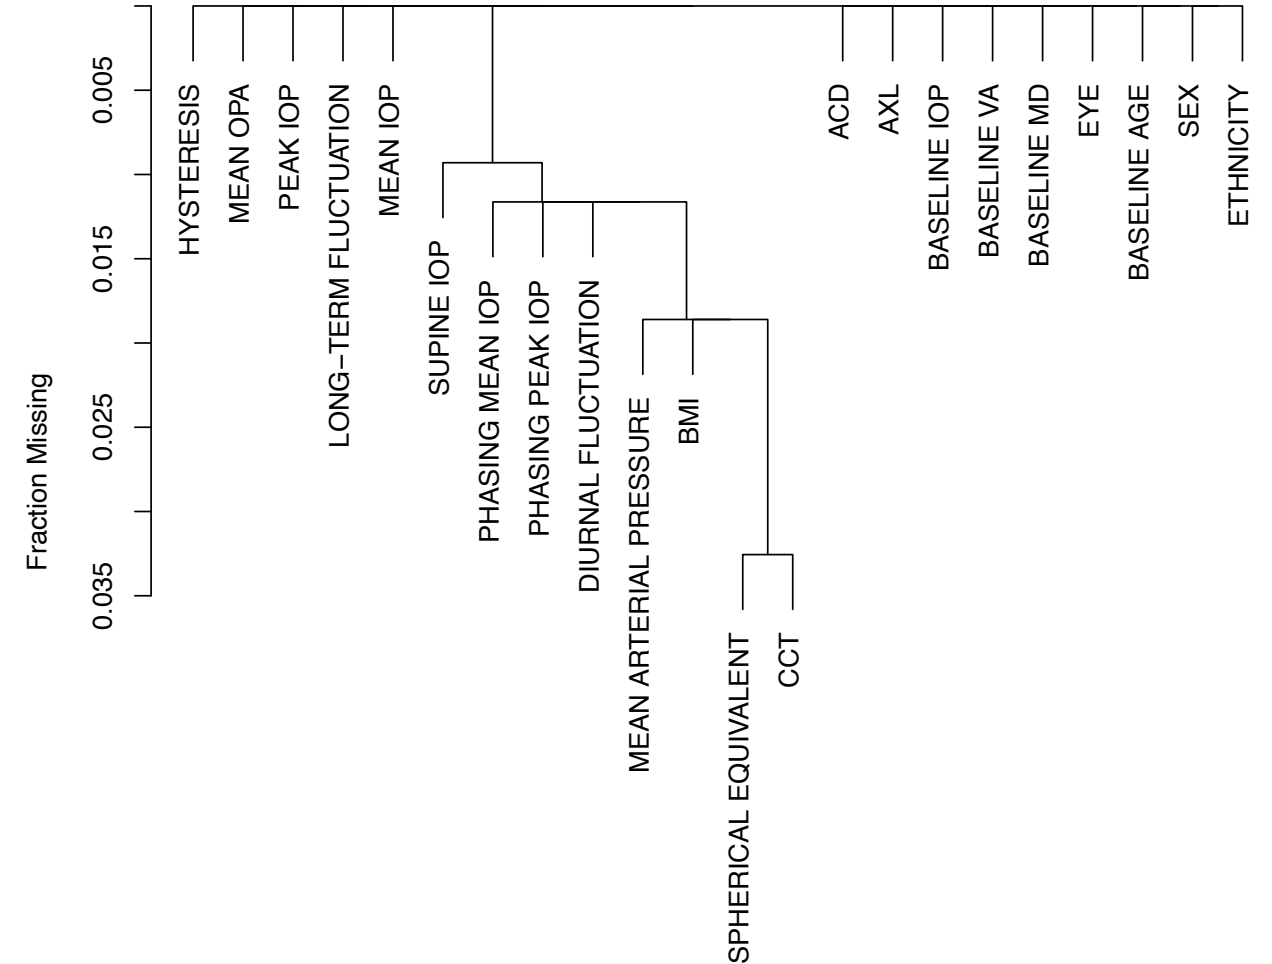 Fraction Missing
0.005
0.015
0.025
0.035
HYSTERESIS
MEAN OPA
PEAK IOP
LONG−TERM FLUCTUATION
MEAN IOP
SUPINE IOP
PHASING MEAN IOP
PHASING PEAK IOP
DIURNAL FLUCTUATION
MEAN ARTERIAL PRESSURE
BMI
SPHERICAL EQUIVALENT
CCT
ACD
AXL
BASELINE IOP
BASELINE VA
BASELINE MD
EYE
BASELINE AGE
SEX
ETHNICITY